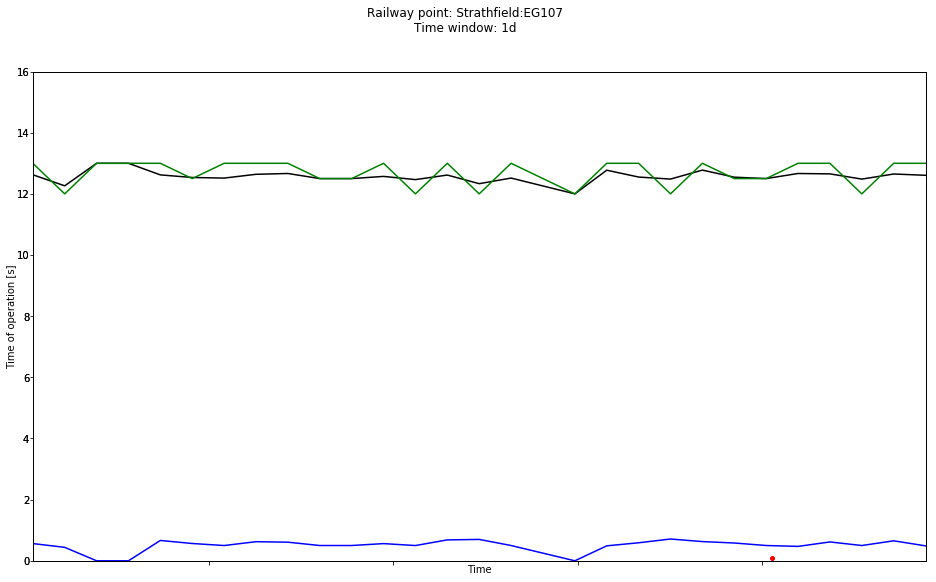 Railway point: Strathfield:EG107
Time window: 1d
16
14
12
10
8
6
4
2
0
Time of operation [s]
Time